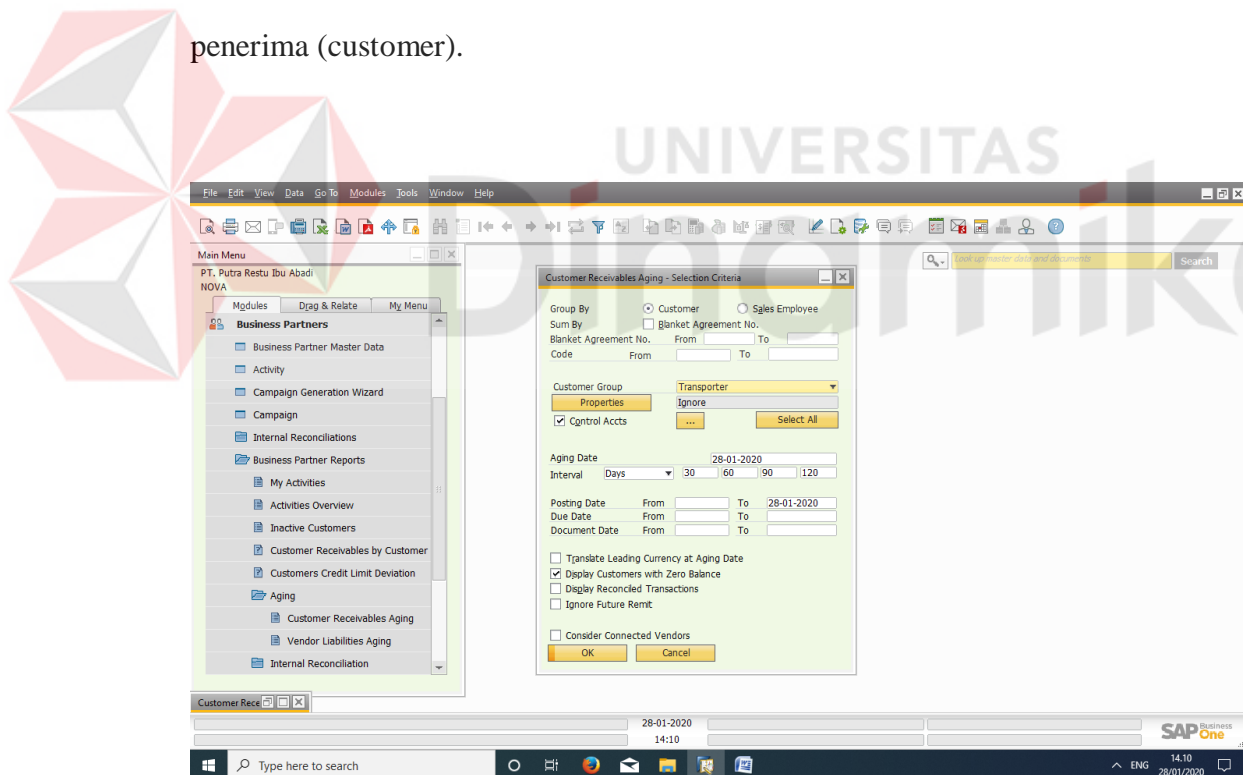 penerima (customer).
UNIVERSITAS
Dinamika
File Edit View Data Go To Modules Tools Window Help
Main Menu
PT. Putra Restu Ibu Abadi
NOVA
Modules Drag & Relate My Menu
Business Partners
Business Partner Master Data
Activity
Campaign Generation Wizard
Campaign
Internal Reconciliations
Business Partner Reports
My Activities
Activities Overview
Inactive Customers
Customer Receivables by Customer
Customers Credit Limit Deviation
Aging
Customer Receivables Aging
Vendor Liabilities Aging
Internal Reconciliation
Customer Rece
Look up master data and documents Search
Customer Receivables Aging - Selection Criteria
Group By Customer Sales Employee
Sum By Blanket Agreement No.
Blanket Agreement No. From To
Code From To
Customer Group Transporter
Properties Ignore
Control Accts ... Select All
Aging Date 28-01-2020
Interval Days 30 60 90 120
Posting Date From To 28-01-2020
Due Date From To
Document Date From To
Translate Leading Currency at Aging Date
Display Customers with Zero Balance
Display Reconciled Transactions
Ignore Future Remit
Consider Connected Vendors
OK Cancel
28-01-2020
14:10
SAP Business One
Type here to search
ENG 14.10
28/01/2020